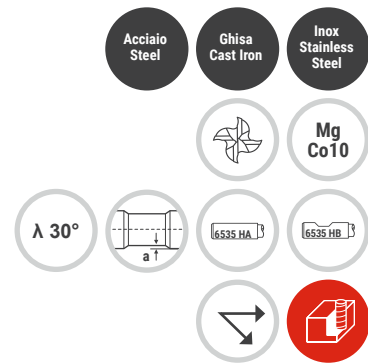 Acciaio
Steel
Ghisa
Cast Iron
Inox
Stainless
Steel
Mg
Co10
λ 30°
a
6535 HA
6535 HB